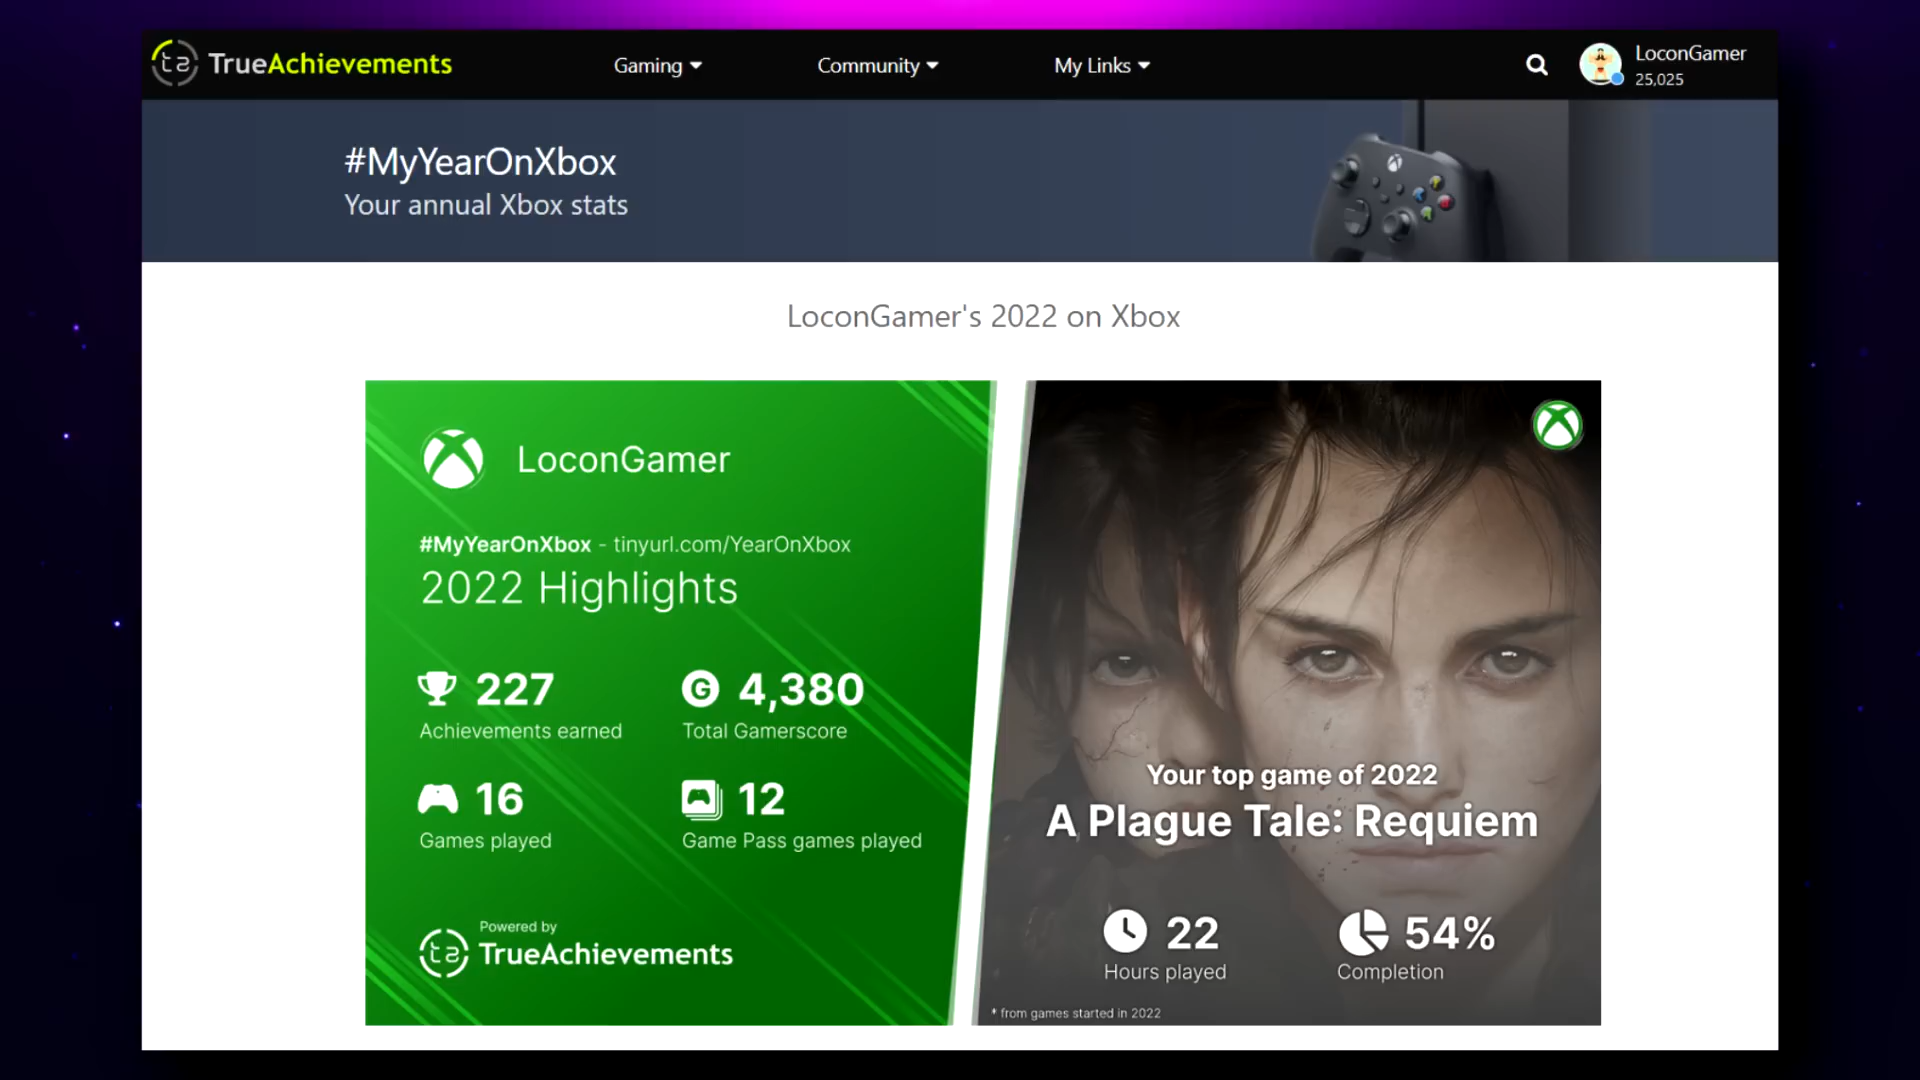 TrueAchievements
Gaming
Community
My Links
LoconGamer
25,025
#MyYearOnXbox
Your annual Xbox stats
LoconGamer's 2022 on Xbox
LoconGamer
#MyYearOnXbox - tinyurl.com/YearOnXbox
2022 Highlights
227
Achievements earned
4,380
Total Gamerscore
16
Games played
12
Game Pass games played
Powered by
TrueAchievements
Your top game of 2022
A Plague Tale: Requiem
22
Hours played
54%
Completion
* from games started in 2022